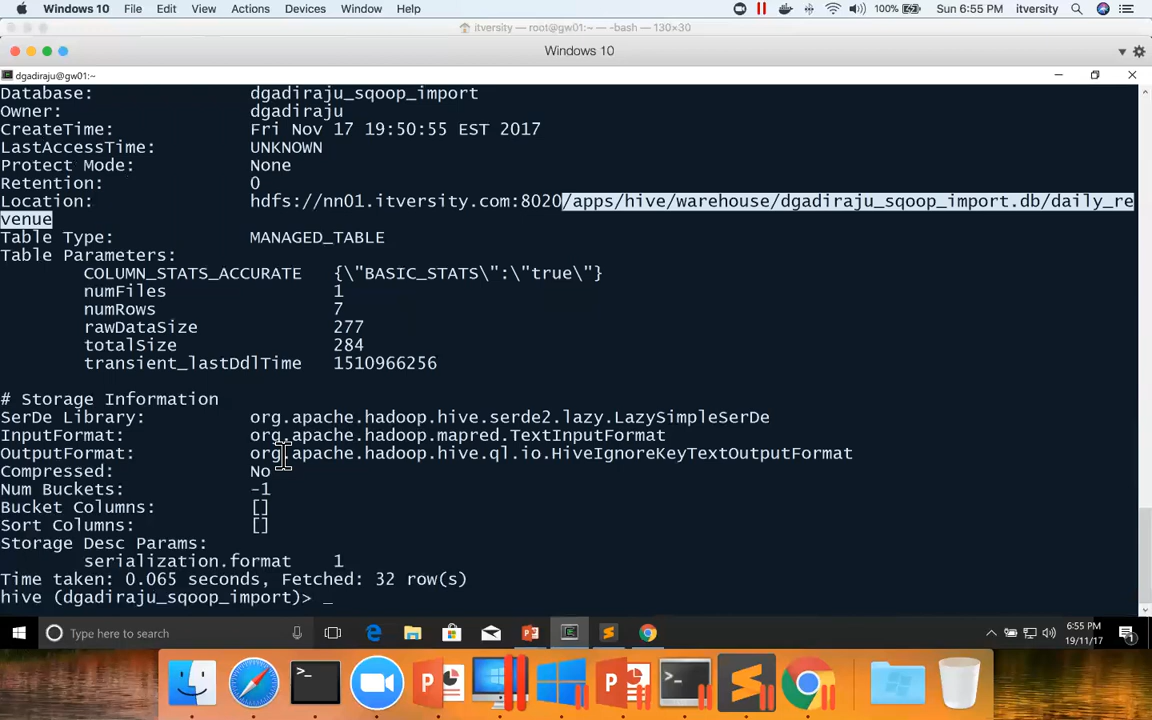 Windows 10 File Edit View Actions Devices Window Help 100% Sun 6:55 PM itversity
itversity — root@gw01:~ — -bash — 130×30
Windows 10
dgadiraju@gw01:~
Database: dgadiraju_sqoop_import
Owner: dgadiraju
CreateTime: Fri Nov 17 19:50:55 EST 2017
LastAccessTime: UNKNOWN
Protect Mode: None
Retention: 0
Location: hdfs://nn01.itversity.com:8020/apps/hive/warehouse/dgadiraju_sqoop_import.db/daily_re
venue
Table Type: MANAGED_TABLE
Table Parameters:
COLUMN_STATS_ACCURATE {\"BASIC_STATS\":\"true\"}
numFiles 1
numRows 7
rawDataSize 277
totalSize 284
transient_lastDdlTime 1510966256
# Storage Information
SerDe Library: org.apache.hadoop.hive.serde2.lazy.LazySimpleSerDe
InputFormat: org.apache.hadoop.mapred.TextInputFormat
OutputFormat: org.apache.hadoop.hive.ql.io.HiveIgnoreKeyTextOutputFormat
Compressed: No
Num Buckets: -1
Bucket Columns: []
Sort Columns: []
Storage Desc Params:
serialization.format 1
Time taken: 0.065 seconds, Fetched: 32 row(s)
hive (dgadiraju_sqoop_import)> _
Type here to search
6:55 PM
19/11/17